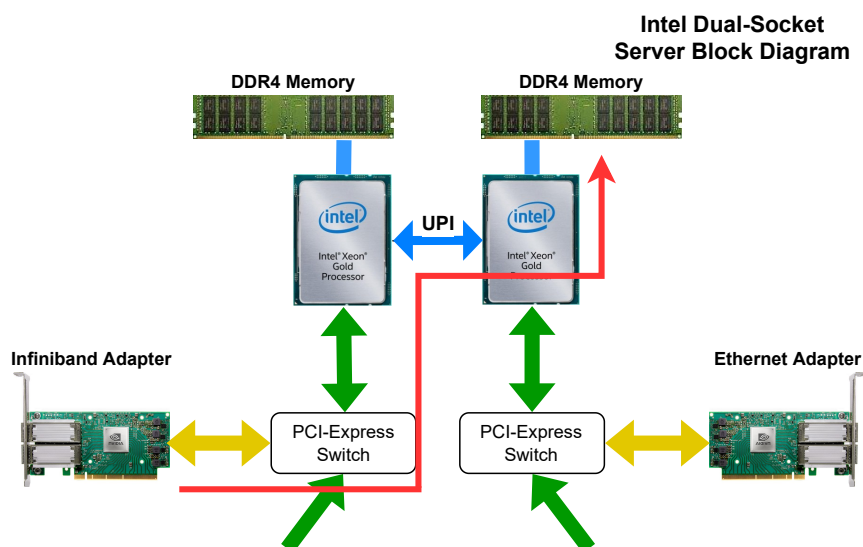 Intel Dual-Socket
Server Block Diagram
DDR4 Memory
DDR4 Memory
intel
Intel® Xeon®
Gold
Processor
UPI
intel
Intel® Xeon®
Gold
Processor
Infiniband Adapter
Ethernet Adapter
PCI-Express
Switch
PCI-Express
Switch